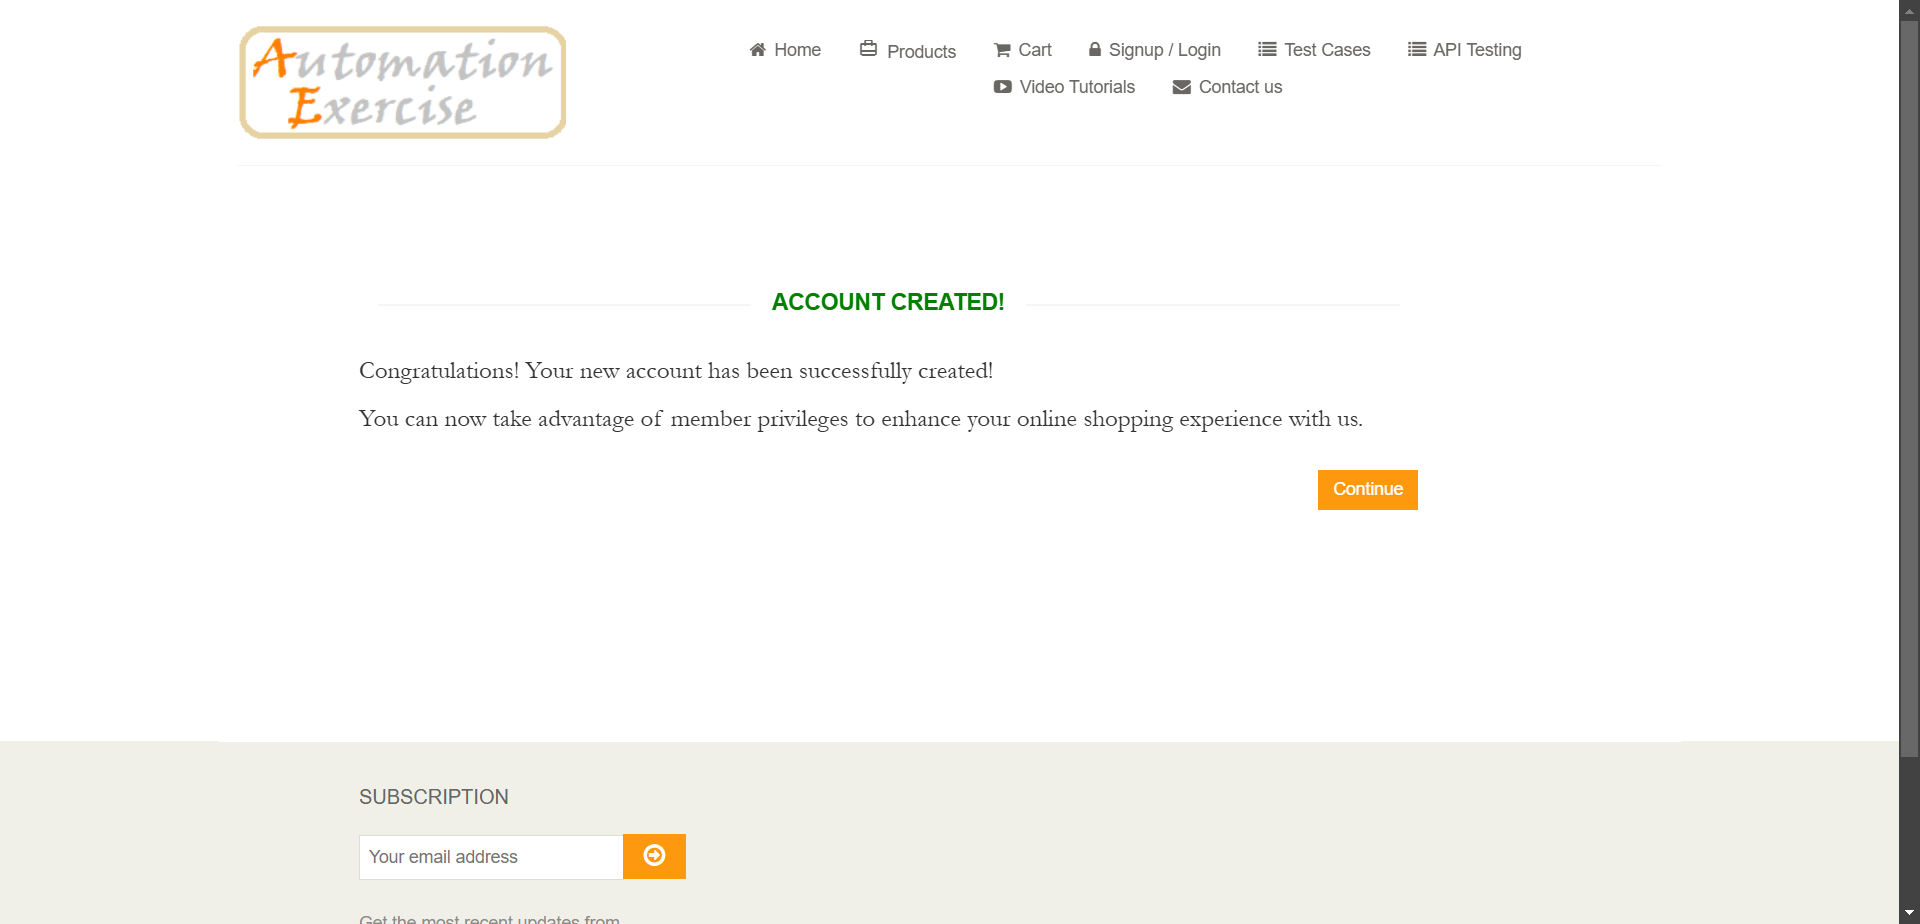 Automation
Exercise
Home
Products
Cart
Signup / Login
Test Cases
API Testing
Video Tutorials
Contact us
ACCOUNT CREATED!
Congratulations! Your new account has been successfully created!
You can now take advantage of member privileges to enhance your online shopping experience with us.
Continue
SUBSCRIPTION
Your email address
Get the most recent updates from